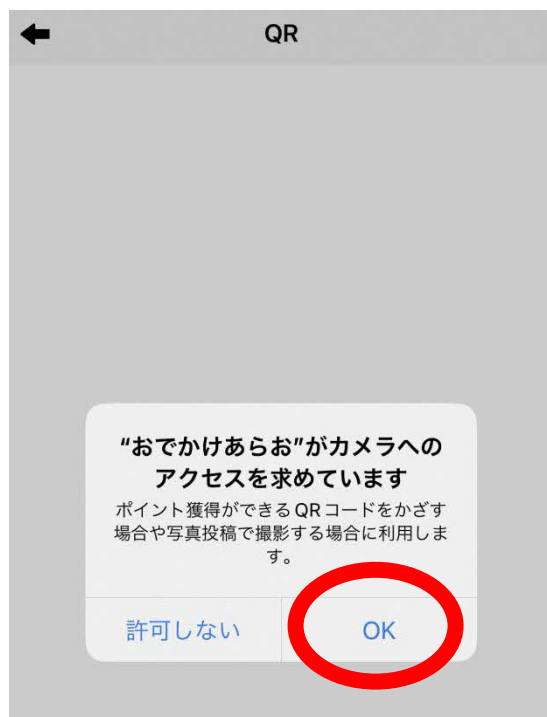 QR
“おでかけあらお”がカメラへの
アクセスを求めています
ポイント獲得ができるQRコードをかざす
場合や写真投稿で撮影する場合に利用しま
す。
許可しない
OK